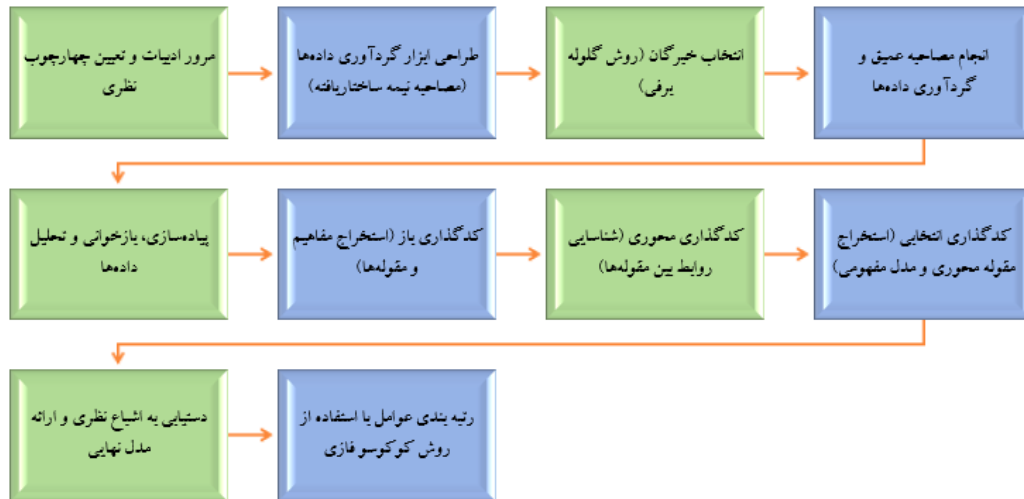 مرور ادبیات و تعیین چهارچوب
نظری
طراحی ابزار گردآوری داده‌ها
(مصاحبه نیمه ساختاریافته)
انتخاب خبرگان (روش گلوله
برفی)
انجام مصاحبه عمیق و
گردآوری داده‌ها
پیاده‌سازی، بازخوانی و تحلیل
داده‌ها
کدگذاری باز (استخراج مفاهیم
و مقوله‌ها)
کدگذاری محوری (شناسایی
روابط بین مقوله‌ها)
کدگذاری انتخابی (استخراج
مقوله محوری و مدل مفهومی)
دستیابی به اشباع نظری و ارائه
مدل نهایی
رتبه بندی عوامل با استفاده از
روش کوکوسو فازی